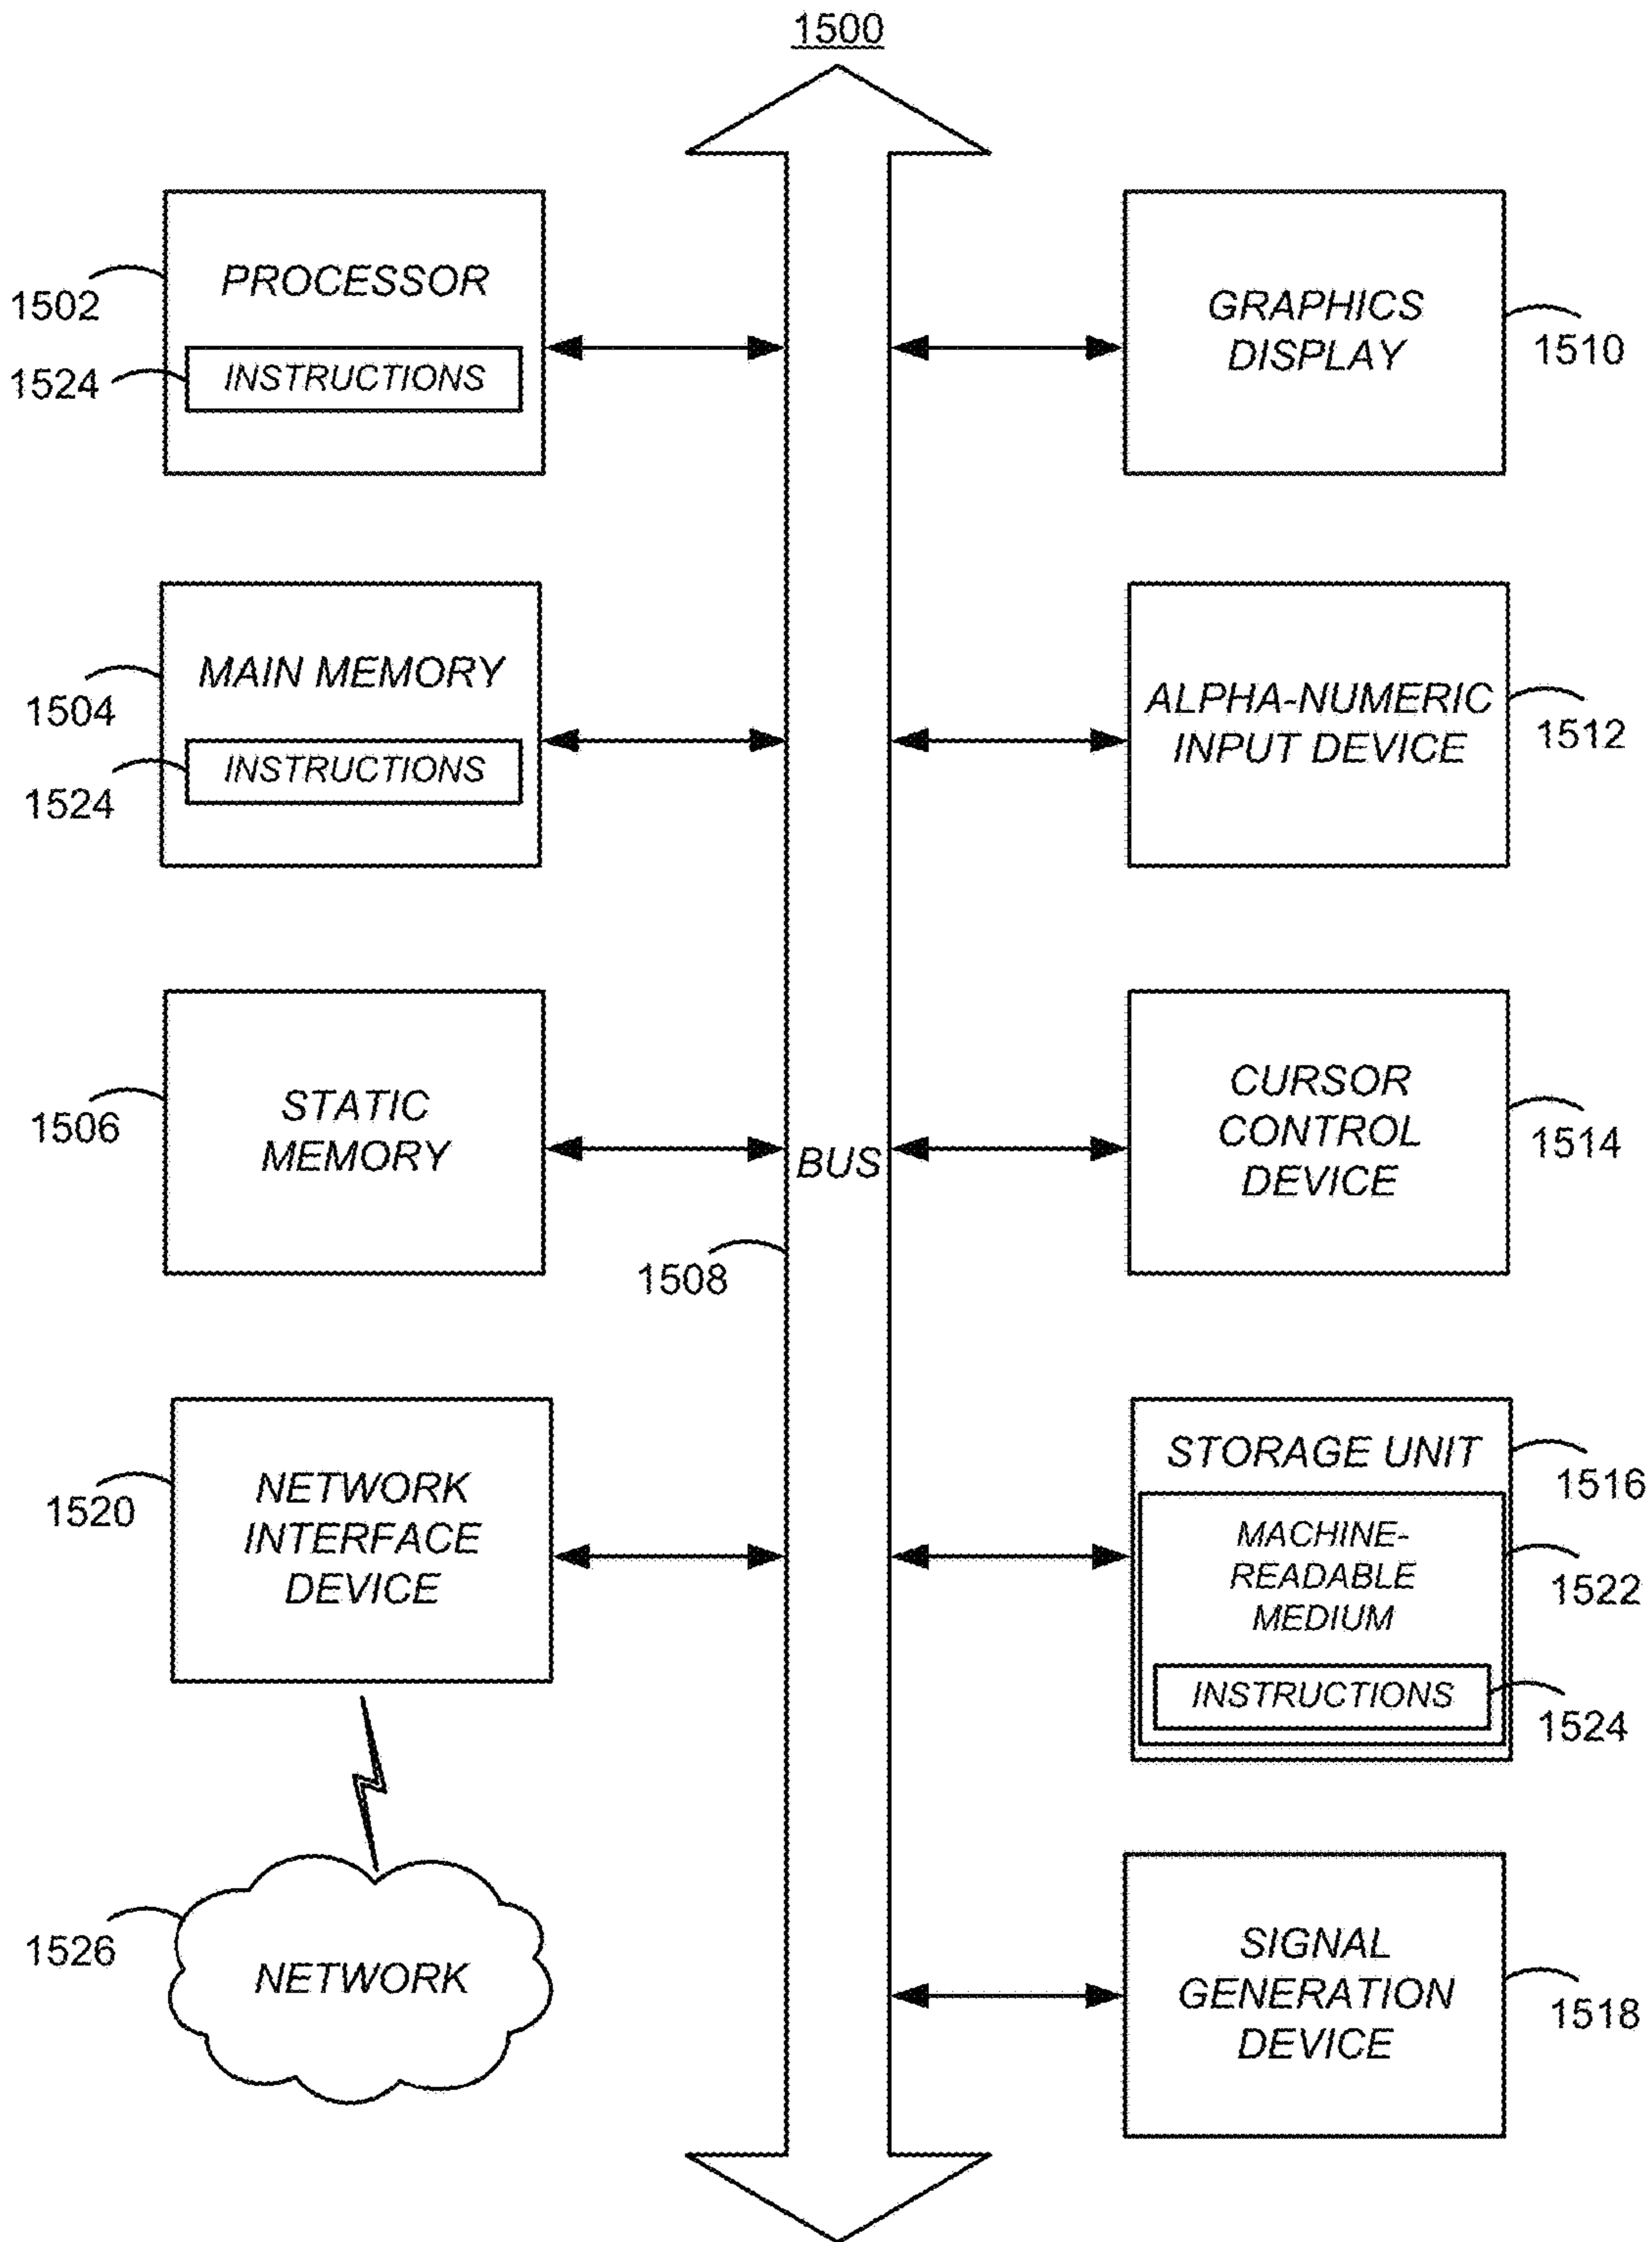 1500
PROCESSOR
1502
INSTRUCTIONS
1524
GRAPHICS
DISPLAY
1510
MAIN MEMORY
1504
INSTRUCTIONS
1524
ALPHA-NUMERIC
INPUT DEVICE
1512
STATIC
MEMORY
1506
BUS
1508
CURSOR
CONTROL
DEVICE
1514
NETWORK
INTERFACE
DEVICE
1520
STORAGE UNIT
1516
MACHINE-
READABLE
MEDIUM
1522
INSTRUCTIONS
1524
NETWORK
1526
SIGNAL
GENERATION
DEVICE
1518